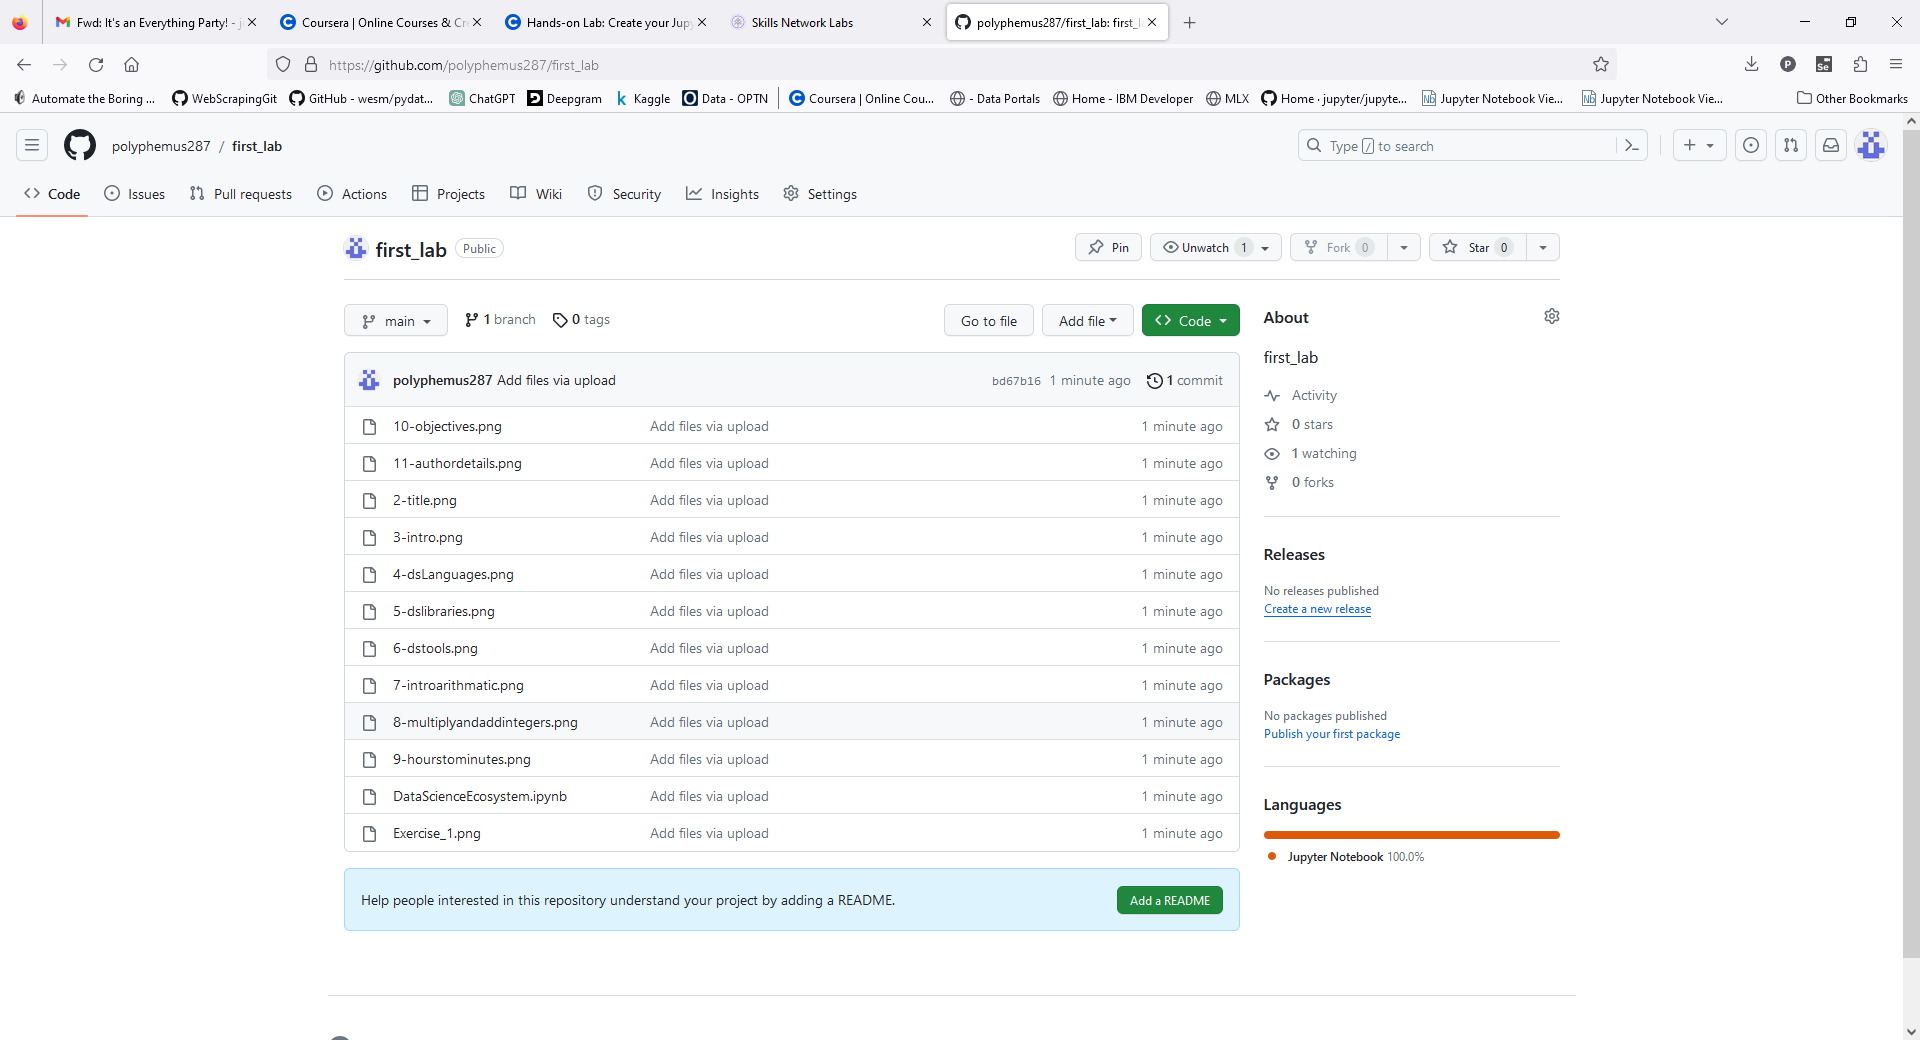 Fwd: It's an Everything Party! - j
Coursera | Online Courses & Cr
Hands-on Lab: Create your Jup
Skills Network Labs
polyphemus287/first_lab: first_l
https://github.com/polyphemus287/first_lab
Automate the Boring ...
WebScrapingGit
GitHub - wesm/pydat...
ChatGPT
Deepgram
Kaggle
Data - OPTN
Coursera | Online Cou...
- Data Portals
Home - IBM Developer
MLX
Home · jupyter/jupyte...
Jupyter Notebook Vie...
Jupyter Notebook Vie...
Other Bookmarks
polyphemus287 / first_lab
Type / to search
Code
Issues
Pull requests
Actions
Projects
Wiki
Security
Insights
Settings
first_lab Public
Pin
Unwatch 1
Fork 0
Star 0
main
1 branch
0 tags
Go to file
Add file
Code
polyphemus287 Add files via upload bd67b16 1 minute ago 1 commit
10-objectives.png Add files via upload 1 minute ago
11-authordetails.png Add files via upload 1 minute ago
2-title.png Add files via upload 1 minute ago
3-intro.png Add files via upload 1 minute ago
4-dsLanguages.png Add files via upload 1 minute ago
5-dslibraries.png Add files via upload 1 minute ago
6-dstools.png Add files via upload 1 minute ago
7-introarithmatic.png Add files via upload 1 minute ago
8-multiplyandaddintegers.png Add files via upload 1 minute ago
9-hourstominutes.png Add files via upload 1 minute ago
DataScienceEcosystem.ipynb Add files via upload 1 minute ago
Exercise_1.png Add files via upload 1 minute ago
Help people interested in this repository understand your project by adding a README.
Add a README
About
first_lab
Activity
0 stars
1 watching
0 forks
Releases
No releases published
Create a new release
Packages
No packages published
Publish your first package
Languages
Jupyter Notebook 100.0%